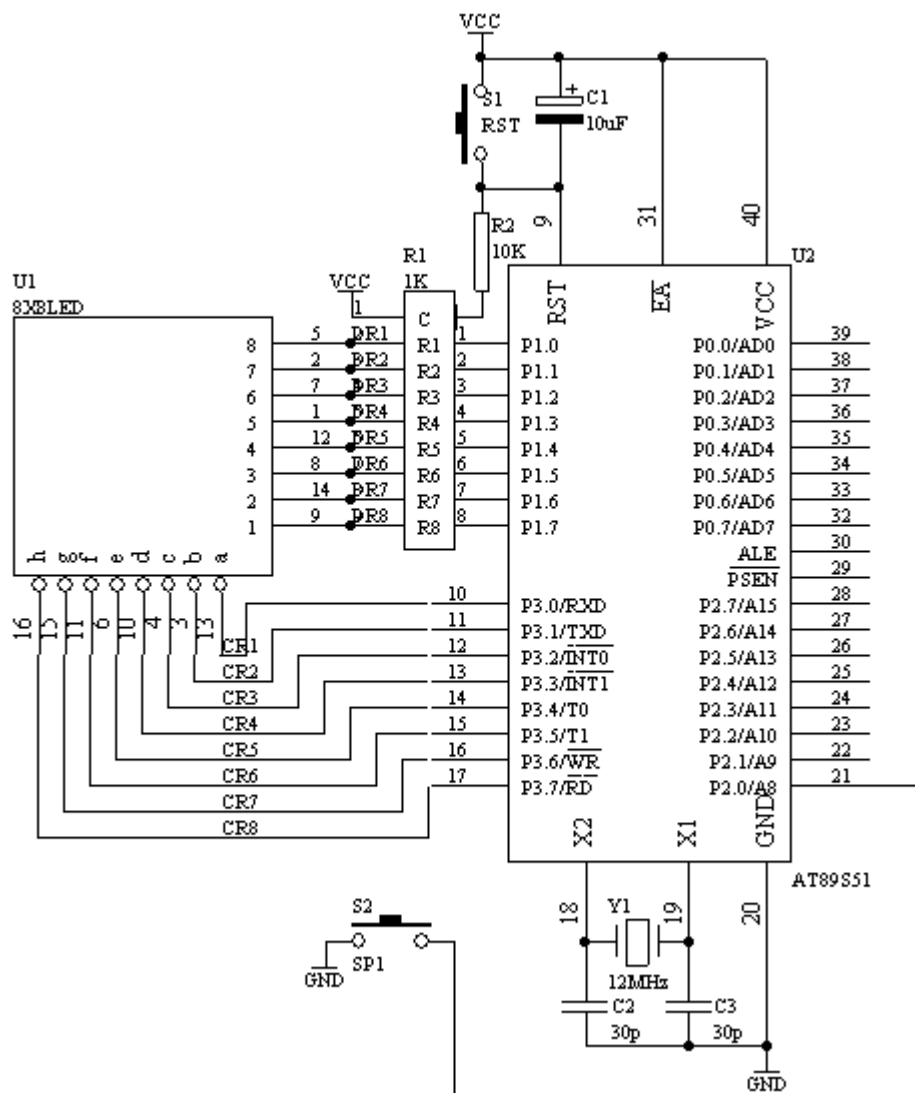 VCC
S1
RST
+
C1
10uF
R2
10K
9
31
40
U1
8X8LED
VCC
1
R1
1K
U2
C
RST
EA
VCC
8 5 DR1 R1 1 P1.0
7 2 DR2 R2 2 P1.1
6 7 DR3 R3 3 P1.2
5 1 DR4 R4 4 P1.3
4 12 DR5 R5 5 P1.4
3 8 DR6 R6 6 P1.5
2 14 DR7 R7 7 P1.6
1 9 DR8 R8 8 P1.7
P0.0/AD0 39
P0.1/AD1 38
P0.2/AD2 37
P0.3/AD3 36
P0.4/AD4 35
P0.5/AD5 34
P0.6/AD6 33
P0.7/AD7 32
ALE 30
PSEN 29
P2.7/A15 28
P2.6/A14 27
P2.5/A13 26
P2.4/A12 25
P2.3/A11 24
P2.2/A10 23
P2.1/A9 22
P2.0/A8 21
h g f e d c b a
16 15 11 6 10 4 3 13
10 P3.0/RXD
11 P3.1/TXD
12 P3.2/INT0
13 P3.3/INT1
14 P3.4/T0
15 P3.5/T1
16 P3.6/WR
17 P3.7/RD
CR1
CR2
CR3
CR4
CR5
CR6
CR7
CR8
X2
X1
GND
AT89S51
18
Y1
19
20
12MHz
C2
30p
C3
30p
GND
S2
SP1
GND